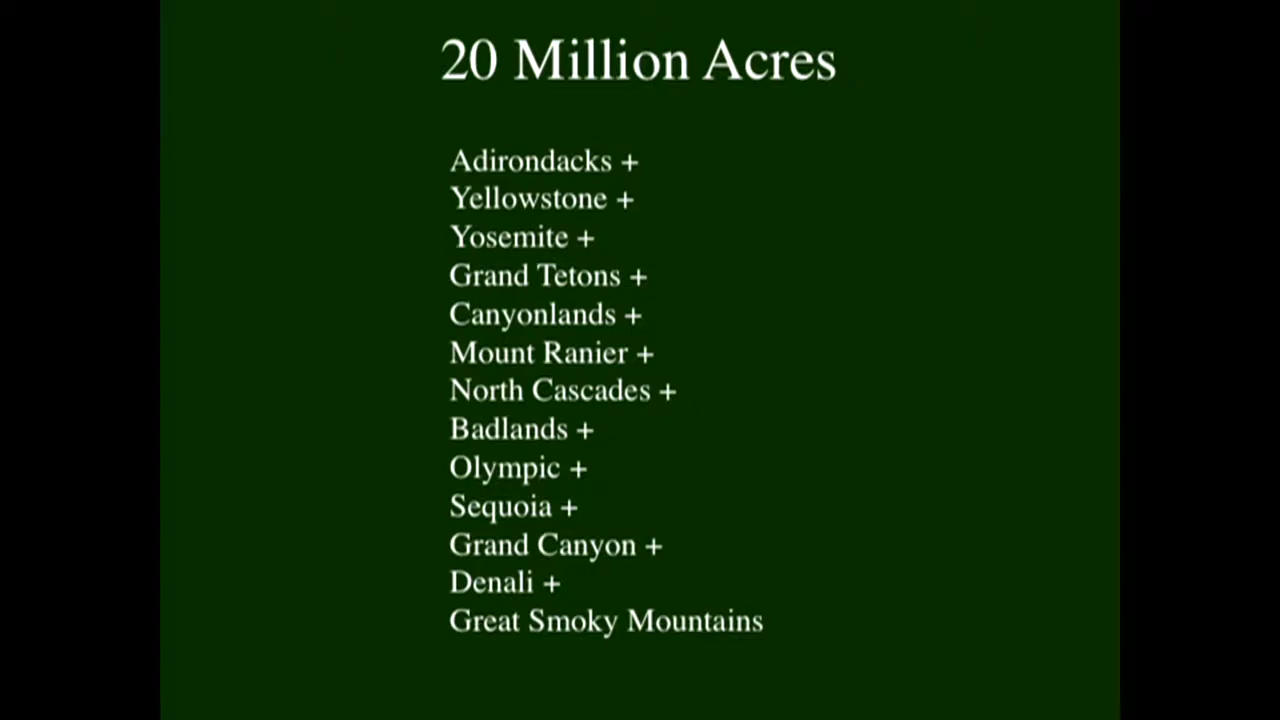 20 Million Acres
Adirondacks +
Yellowstone +
Yosemite +
Grand Tetons +
Canyonlands +
Mount Ranier +
North Cascades +
Badlands +
Olympic +
Sequoia +
Grand Canyon +
Denali +
Great Smoky Mountains